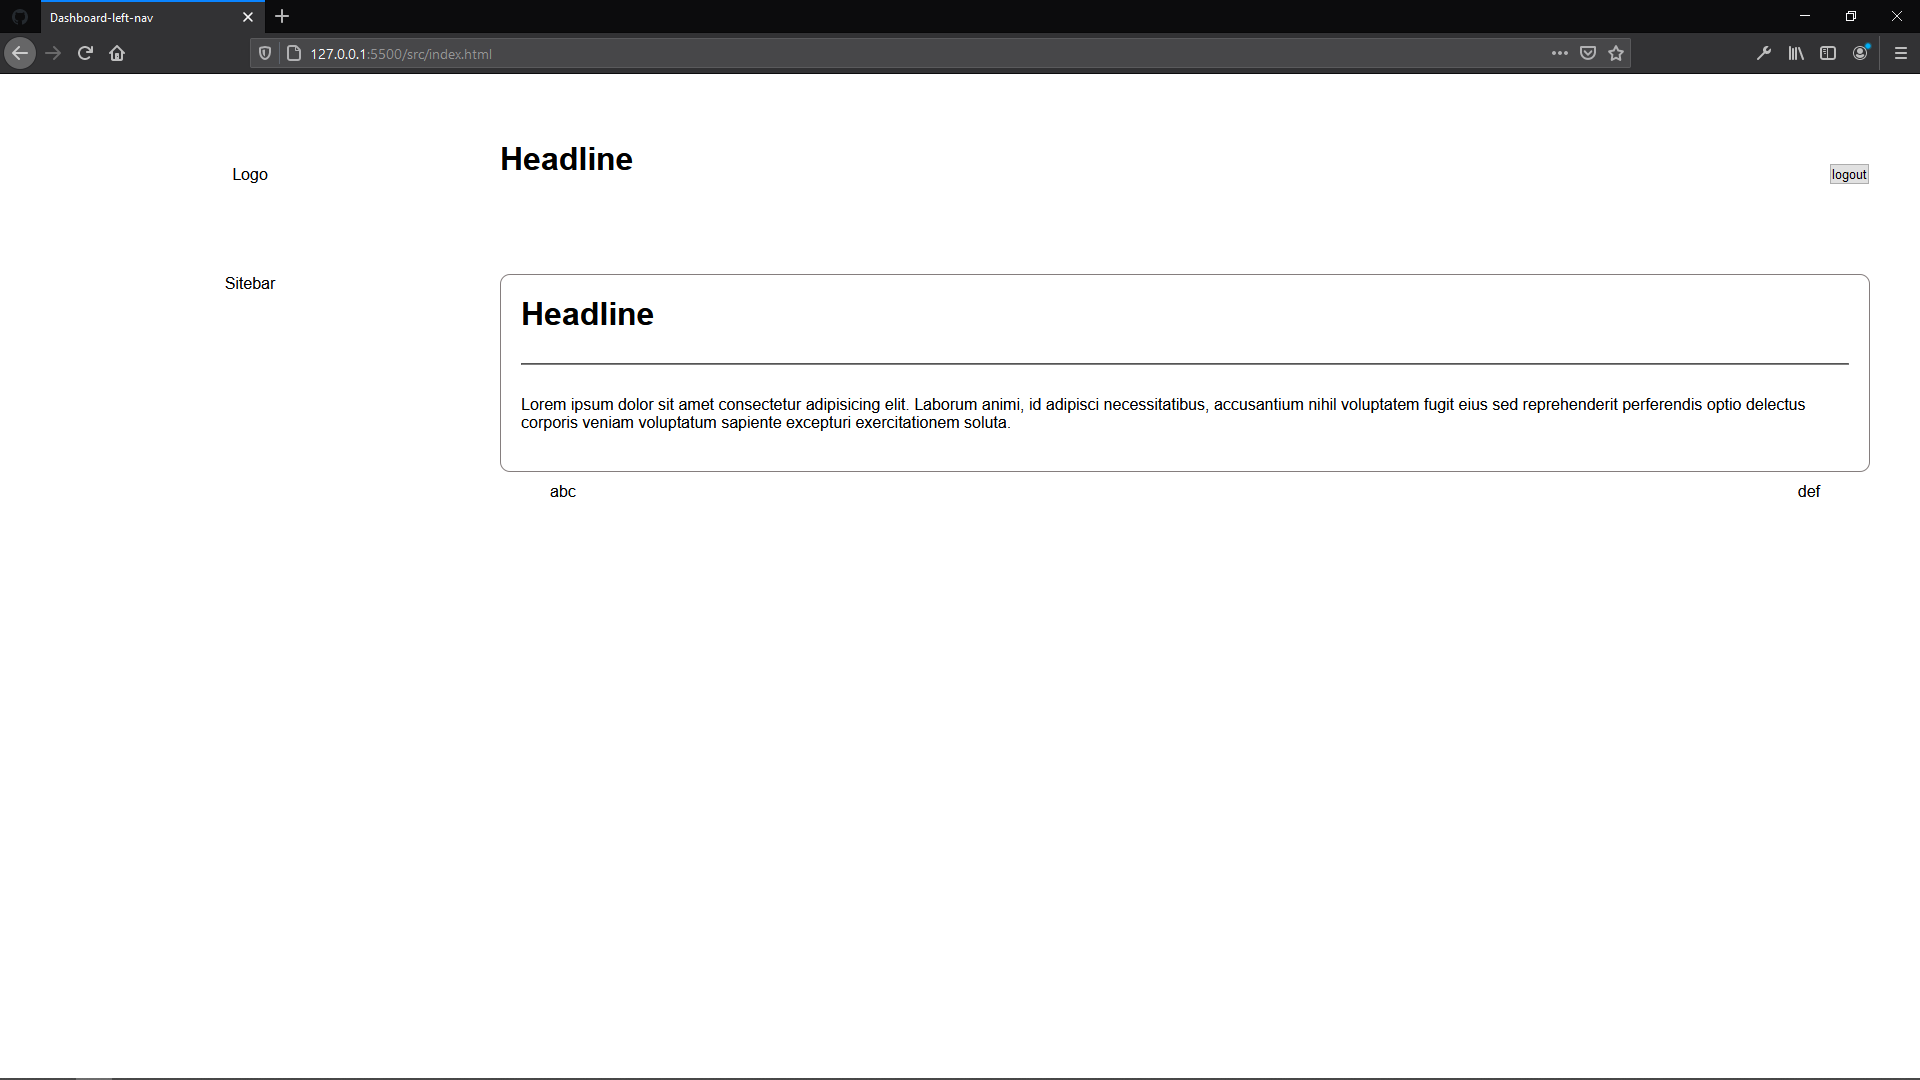 Dashboard-left-nav
127.0.0.1:5500/src/index.html
Headline
Logo
logout
Sitebar
Headline
Lorem ipsum dolor sit amet consectetur adipisicing elit. Laborum animi, id adipisci necessitatibus, accusantium nihil voluptatem fugit eius sed reprehenderit perferendis optio delectus
corporis veniam voluptatum sapiente excepturi exercitationem soluta.
abc
def